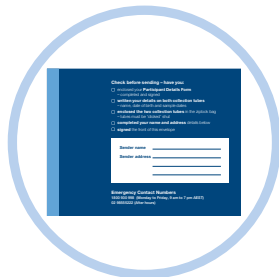 Check before sending – have you:
enclosed your Participant Details Form
– completed and signed
written your details on both collection tubes
– name, date of birth and sample dates
enclosed the two collection tubes in the ziplock bag
– tubes must be "clicked" shut
completed your name and address details below
signed the front of this envelope
Sender name
Sender address
Emergency Contact Numbers
(Monday to Friday, 8 am to 7 pm AEST)
(After hours)